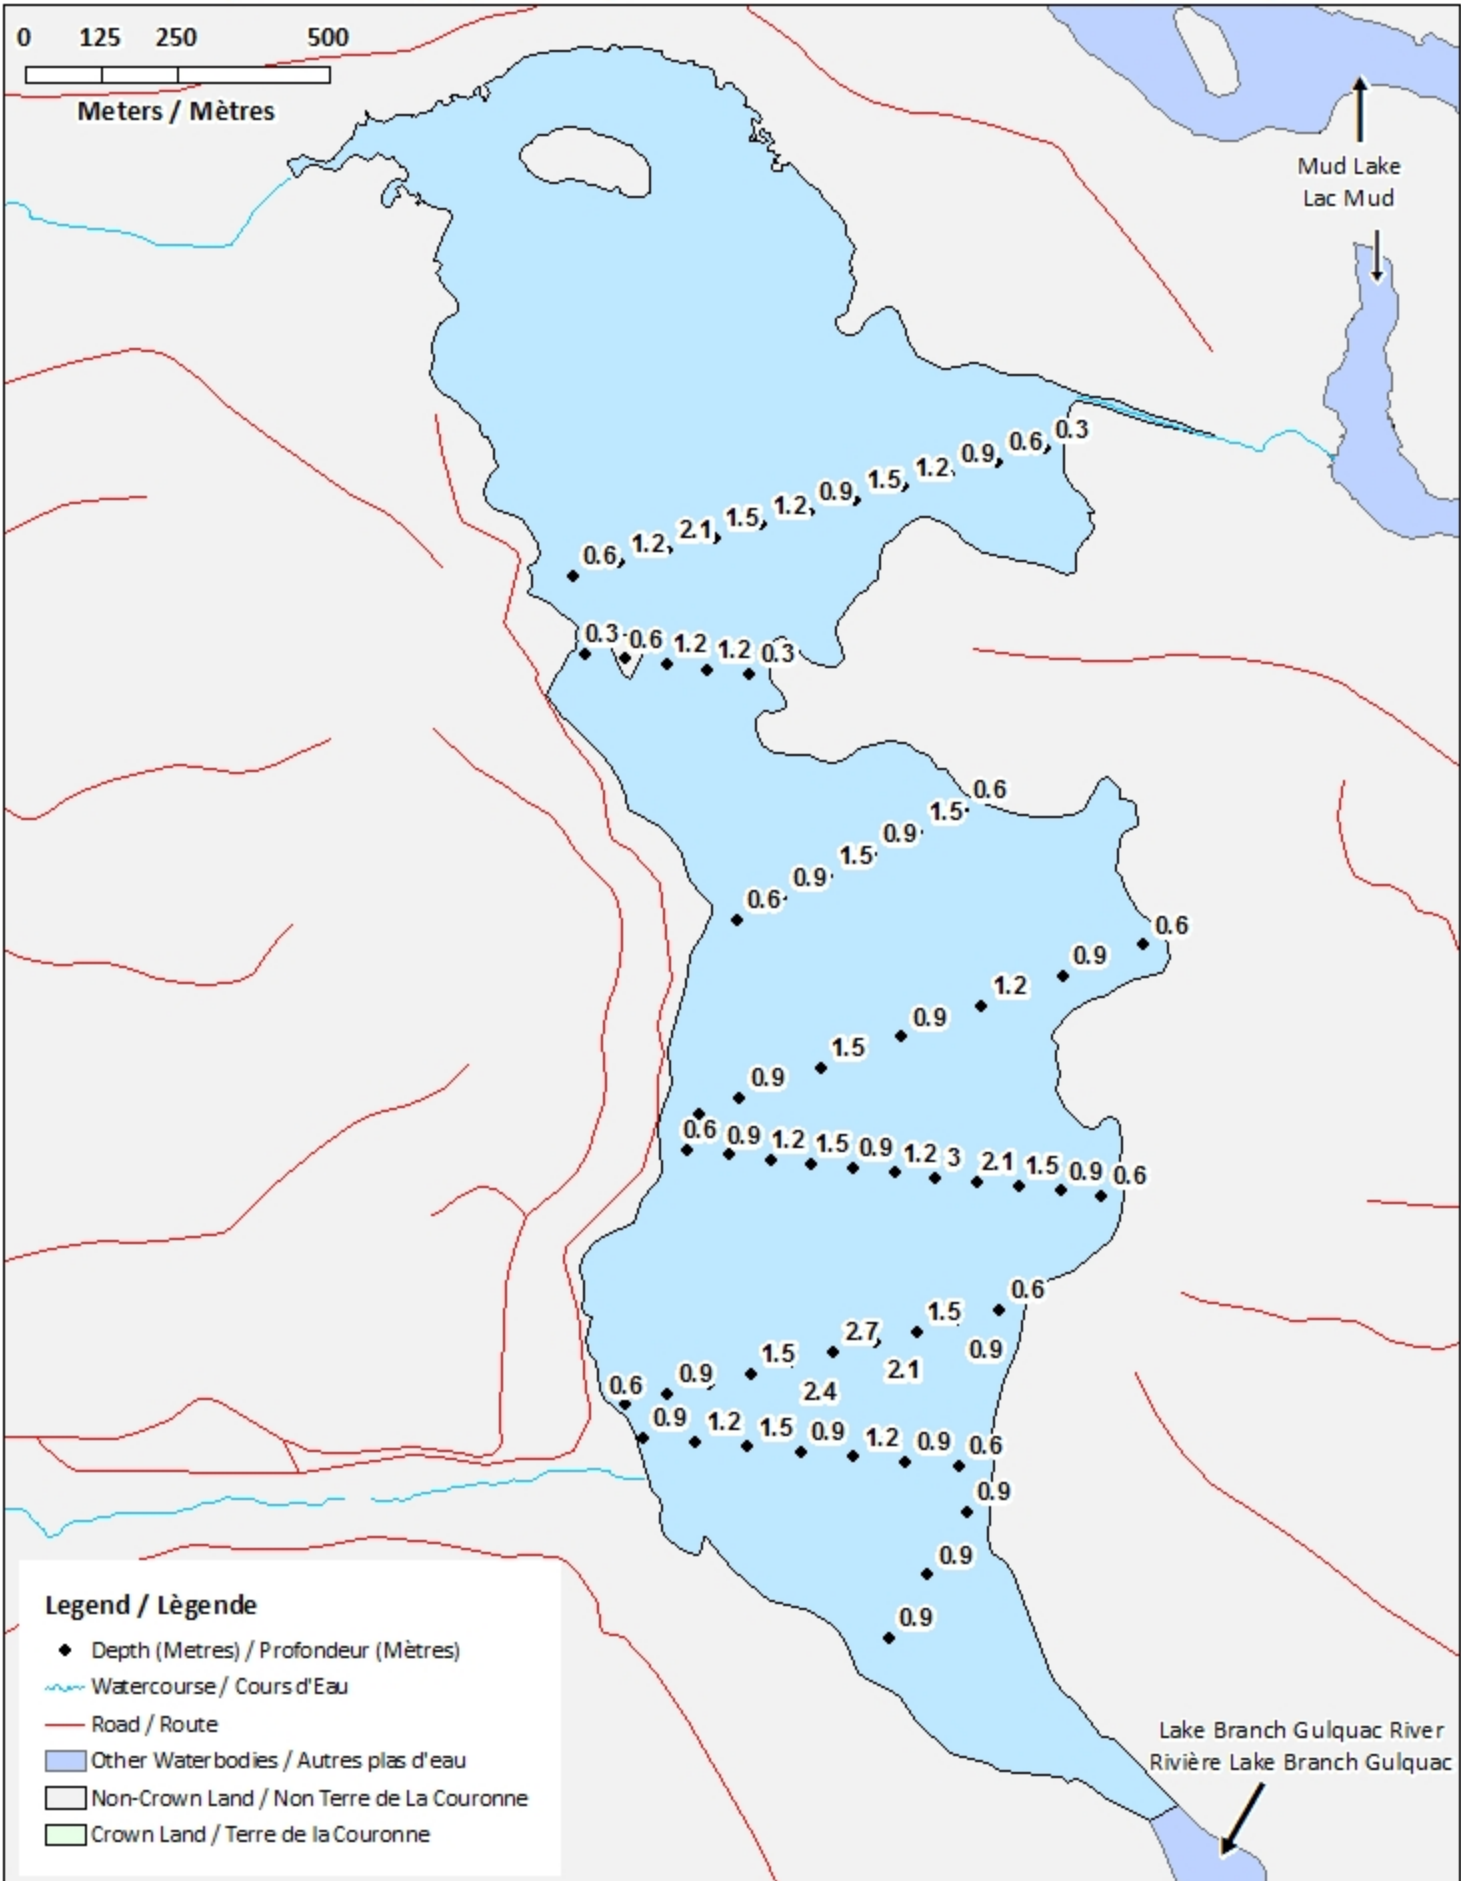 0 125 250 500
Meters / Mètres
Mud Lake
Lac Mud
0.6 1.2 2.1 1.5 1.2 0.9 1.5 1.2 0.9 0.6 0.3
0.3 0.6 1.2 1.2 0.3
0.6 0.9 1.5 0.9 1.5 0.6
0.9 1.5 0.9 1.2 0.9 0.6
0.6 0.9 1.2 1.5 0.9 1.2 3 2.1 1.5 0.9 0.6
0.6 0.9 1.5 2.7 1.5 0.6
2.4 2.1 0.9
0.9 1.2 1.5 0.9 1.2 0.9 0.6
0.9
0.9
0.9
Legend / Lègende
Depth (Metres) / Profondeur (Mètres)
Watercourse / Cours d'Eau
Road / Route
Other Waterbodies / Autres plas d'eau
Non-Crown Land / Non Terre de La Couronne
Crown Land / Terre de la Couronne
Lake Branch Gulquac River
Rivière Lake Branch Gulquac